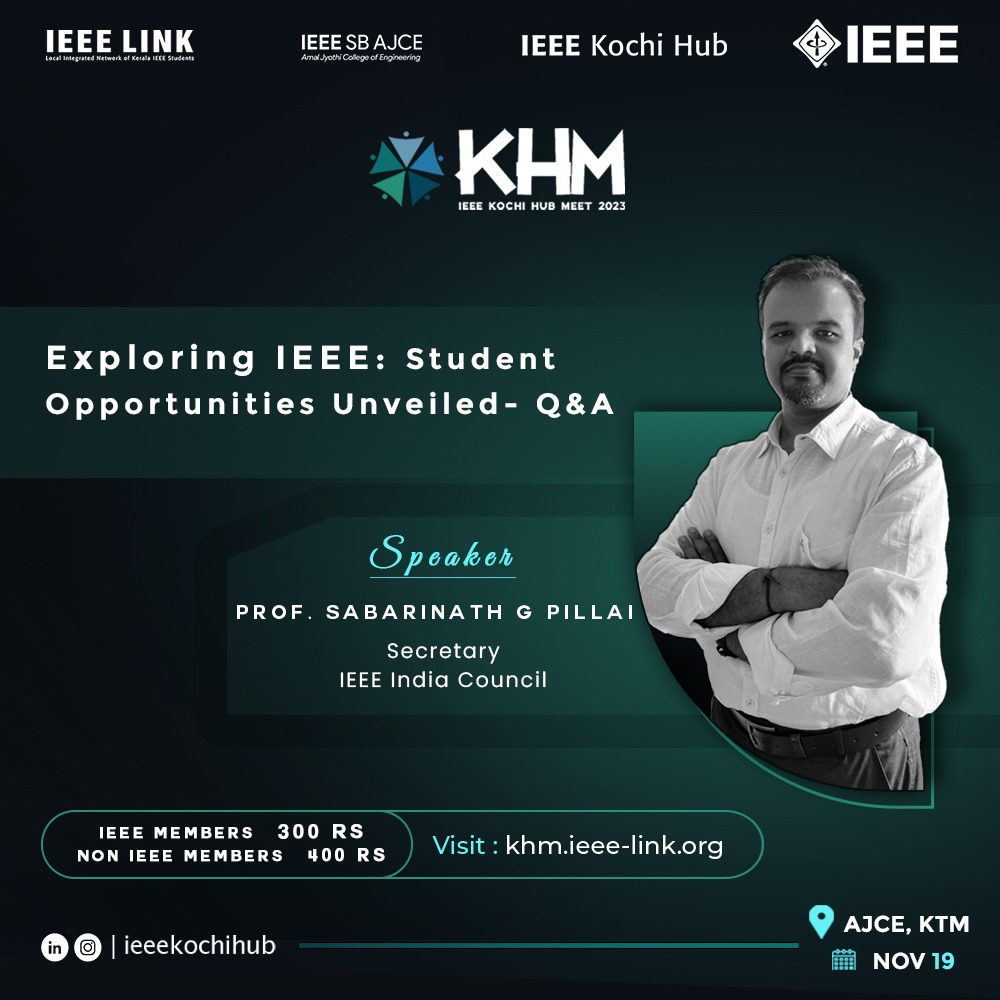 IEEE LINK
Local Integrated Network of Kerala IEEE Students
IEEE SB AJCE
Amal Jyothi College of Engineering
IEEE Kochi Hub
IEEE
KHM
IEEE KOCHI HUB MEET 2023
Exploring IEEE: Student
Opportunities Unveiled- Q&A
Speaker
PROF. SABARINATH G PILLAI
Secretary
IEEE India Council
IEEE MEMBERS 300 RS
NON IEEE MEMBERS 400 RS
Visit : khm.ieee-link.org
in | ieeekochihub
AJCE, KTM
NOV 19